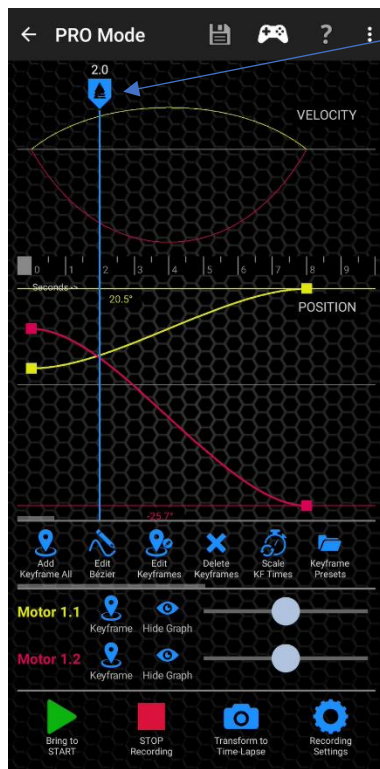 PRO Mode
?
2.0
VELOCITY
0 1 2 3 4 5 6 7 8 9
Seconds->
20.5°
POSITION
-25.7°
Add
Keyframe All
Edit
Bézier
Edit
Keyframes
Delete
Keyframes
Scale
KF Times
Keyframe
Presets
Motor 1.1
Keyframe
Hide Graph
Motor 1.2
Keyframe
Hide Graph
Bring to
START
STOP
Recording
Transform to
Time-Lapse
Recording
Settings